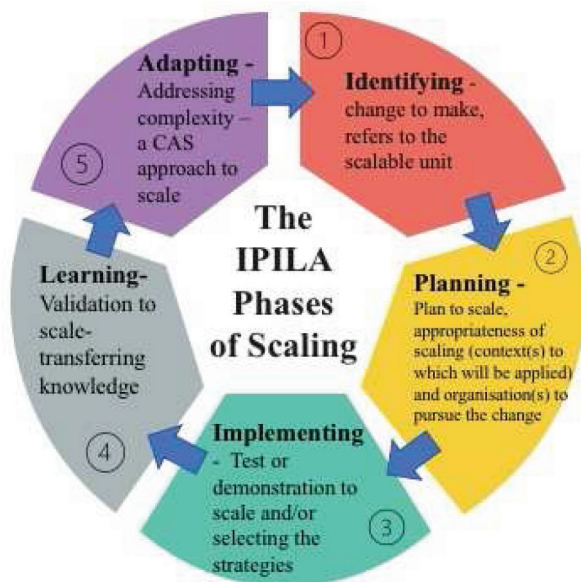 The
IPILA
Phases
of Scaling
1
Identifying -
change to make,
refers to the
scalable unit
2
Planning -
Plan to scale,
appropriateness of
scaling (context(s) to
which will be applied)
and organisation(s) to
pursue the change
Implementing
- Test or
demonstration to
scale and/or
selecting the
strategies
3
Learning-
Validation to
scale-
transferring
knowledge
4
Adapting -
Addressing
complexity –
a CAS
approach to
scale
5